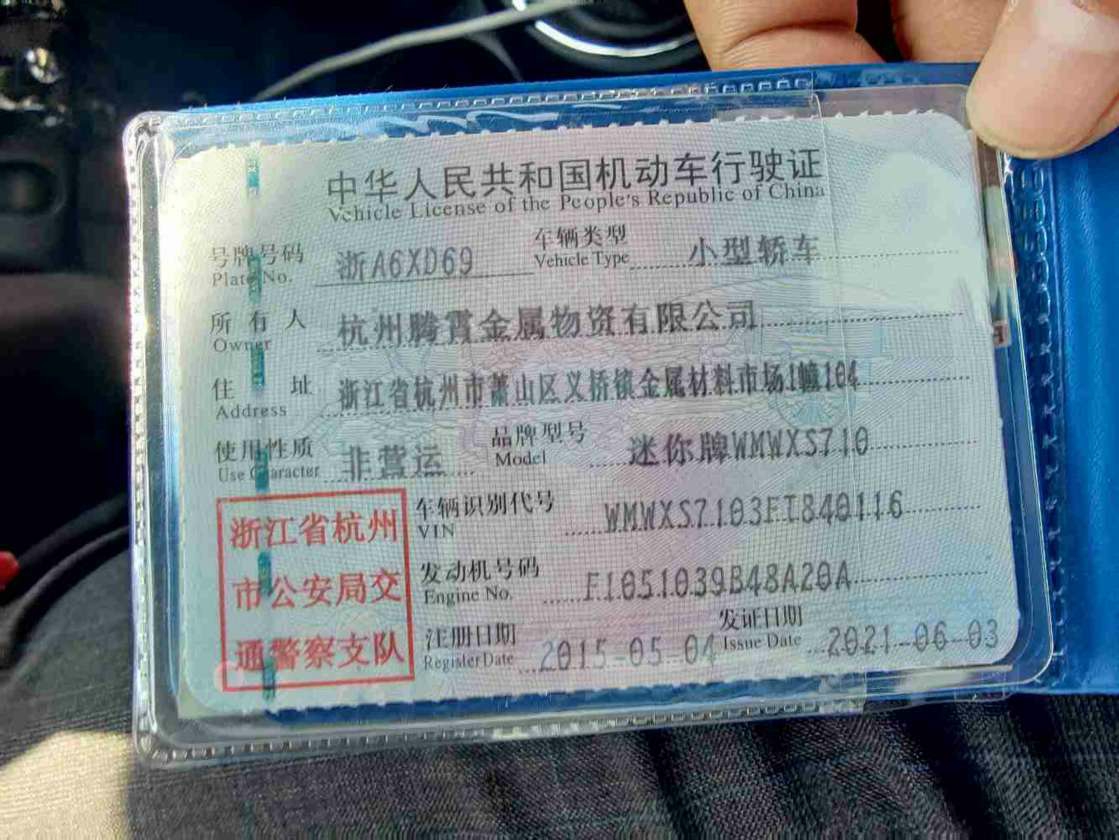 中华人民共和国机动车行驶证
Vehicle License of the People's Republic of China
号牌号码 浙A6XD69 车辆类型 小型轿车
Plate No. Vehicle Type
所有人 杭州腾霄金属物资有限公司
Owner
住址 浙江省杭州市萧山区义桥镇金属材料市场1幢104
Address
使用性质 非营运 品牌型号 迷你牌WMWXS710
Use Character Model
浙江省杭州
市公安局交
通警察支队
车辆识别代号 WMWXS7103FT840116
VIN
发动机号码 F1051039B48A20A
Engine No.
注册日期 2015-05-04 发证日期 2021-06-03
Register Date Issue Date